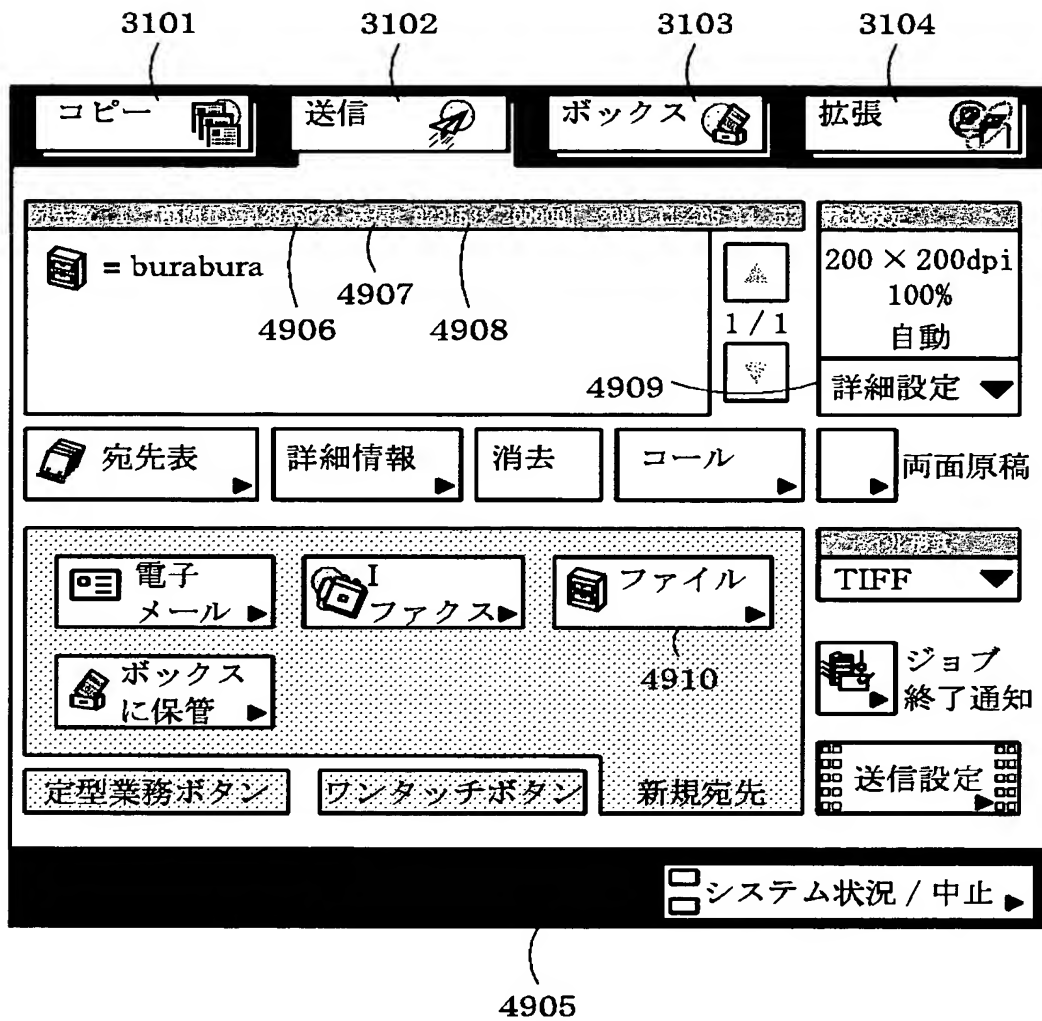 3101 3102 3103 3104
コピー 送信 ボックス 拡張
= burabura
200 × 200dpi
100%
自動
1 / 1
4906 4907 4908
4909
詳細設定
宛先表 詳細情報 消去 コール 両面原稿
電子
メール
I
ファクス
ファイル
TIFF
4910
ボックス
に保管
ジョブ
終了通知
定型業務ボタン ワンタッチボタン 新規宛先
送信設定
システム状況 / 中止
4905